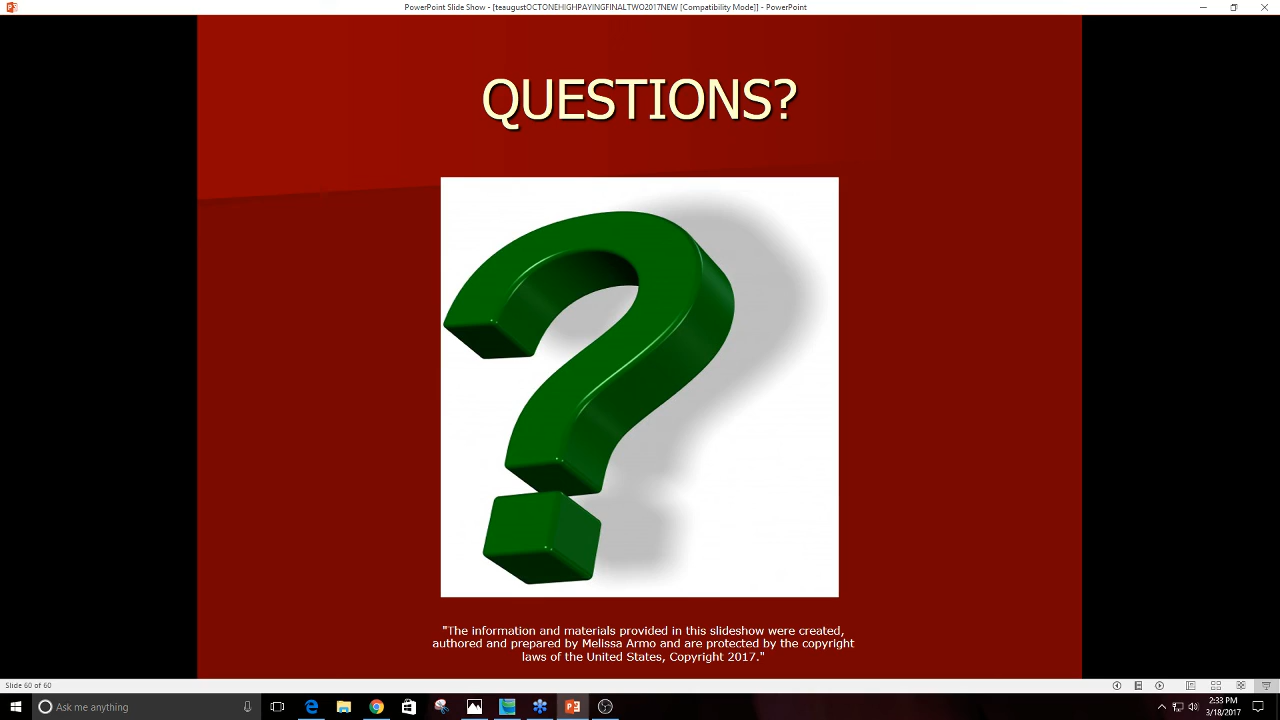 PowerPoint Slide Show - [teaugustOCTONEHIGHPAYINGFINALTWO2017NEW [Compatibility Mode]] - PowerPoint
QUESTIONS?
"The information and materials provided in this slideshow were created,
authored and prepared by Melissa Armo and are protected by the copyright
laws of the United States, Copyright 2017."
Slide 60 of 60
Ask me anything
2:33 PM
3/18/2017